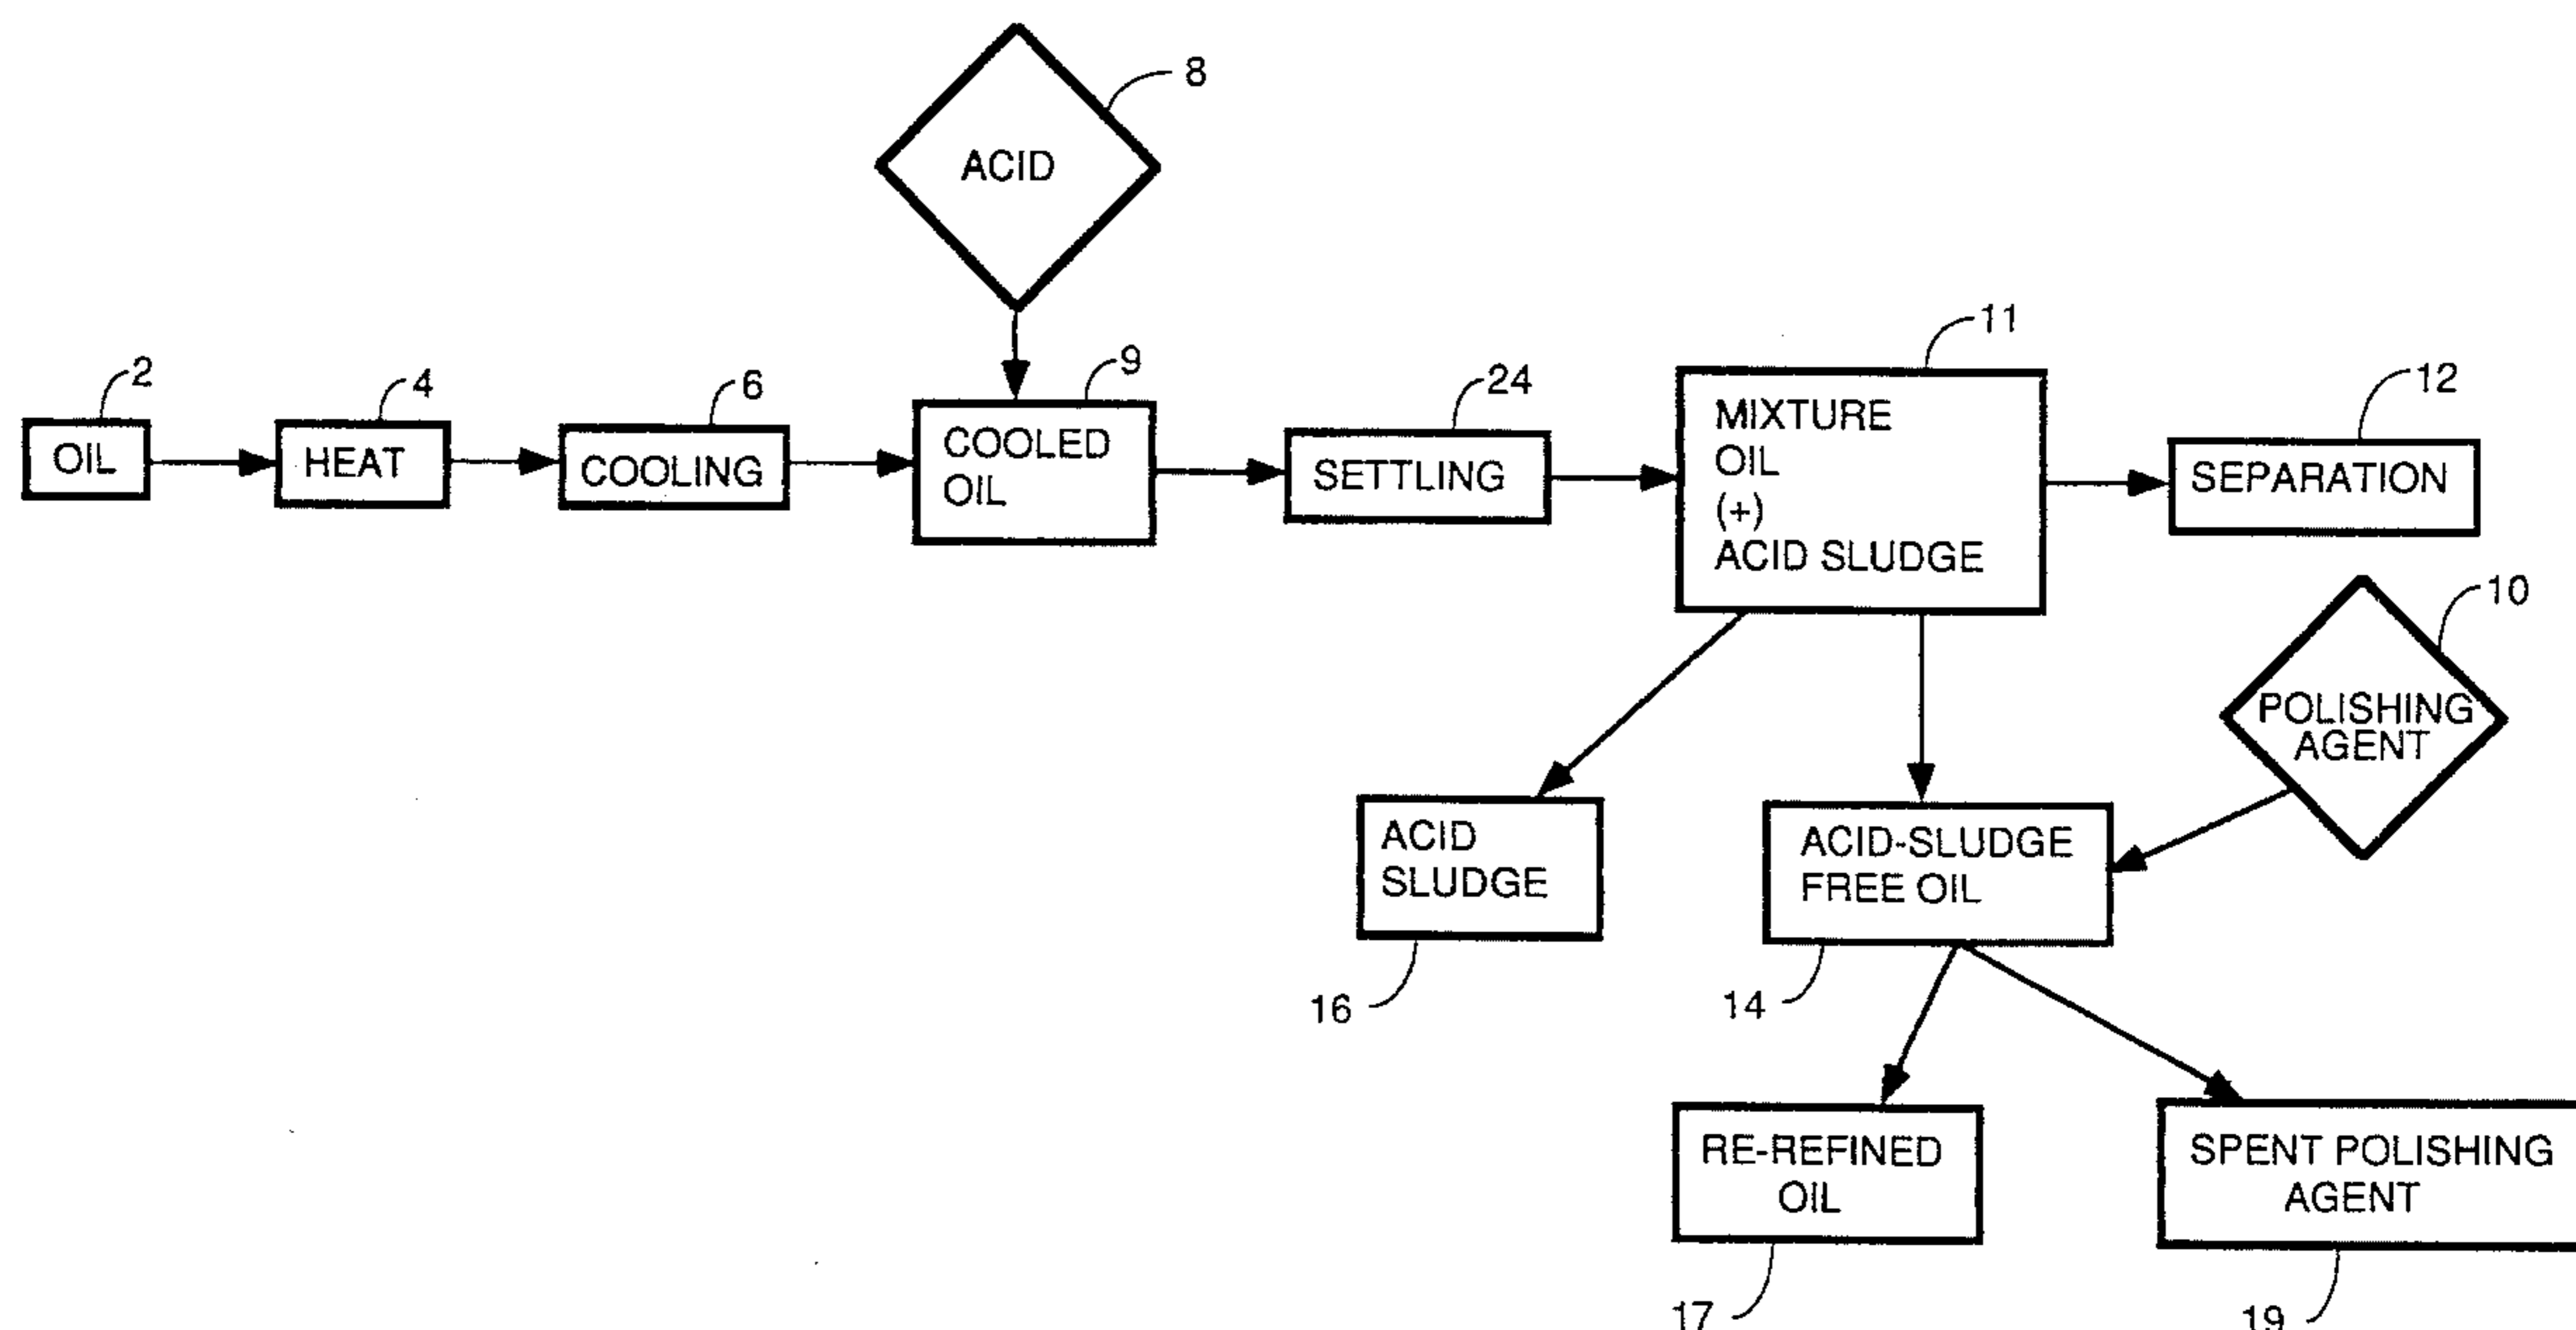 ACID
8
2
4
6
9
24
11
12
OIL
HEAT
COOLING
COOLED
OIL
SETTLING
MIXTURE
OIL
(+)
ACID SLUDGE
SEPARATION
10
POLISHING
AGENT
ACID
SLUDGE
16
ACID-SLUDGE
FREE OIL
14
RE-REFINED
OIL
17
SPENT POLISHING
AGENT
19